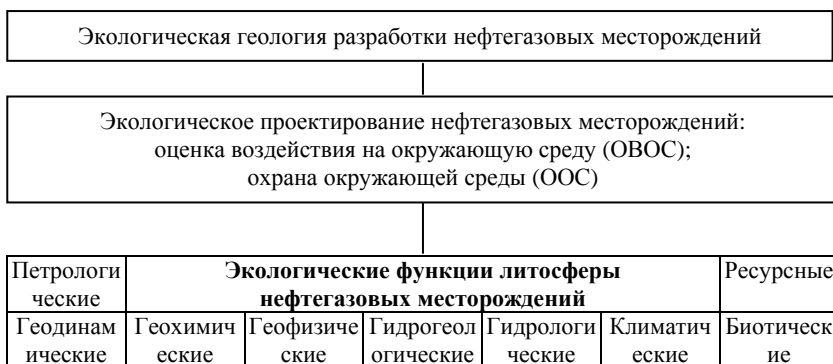 Экологическая геология разработки нефтегазовых месторождений
Экологическое проектирование нефтегазовых месторождений:
оценка воздействия на окружающую среду (ОВОС);
охрана окружающей среды (ООС)
Петрологи
ческие
Экологические функции литосферы
нефтегазовых месторождений
Ресурсные
Геодинам
ические
Геохимич
еские
Геофизиче
ские
Гидрогеол
огические
Гидрологи
ческие
Климатич
еские
Биотическ
ие